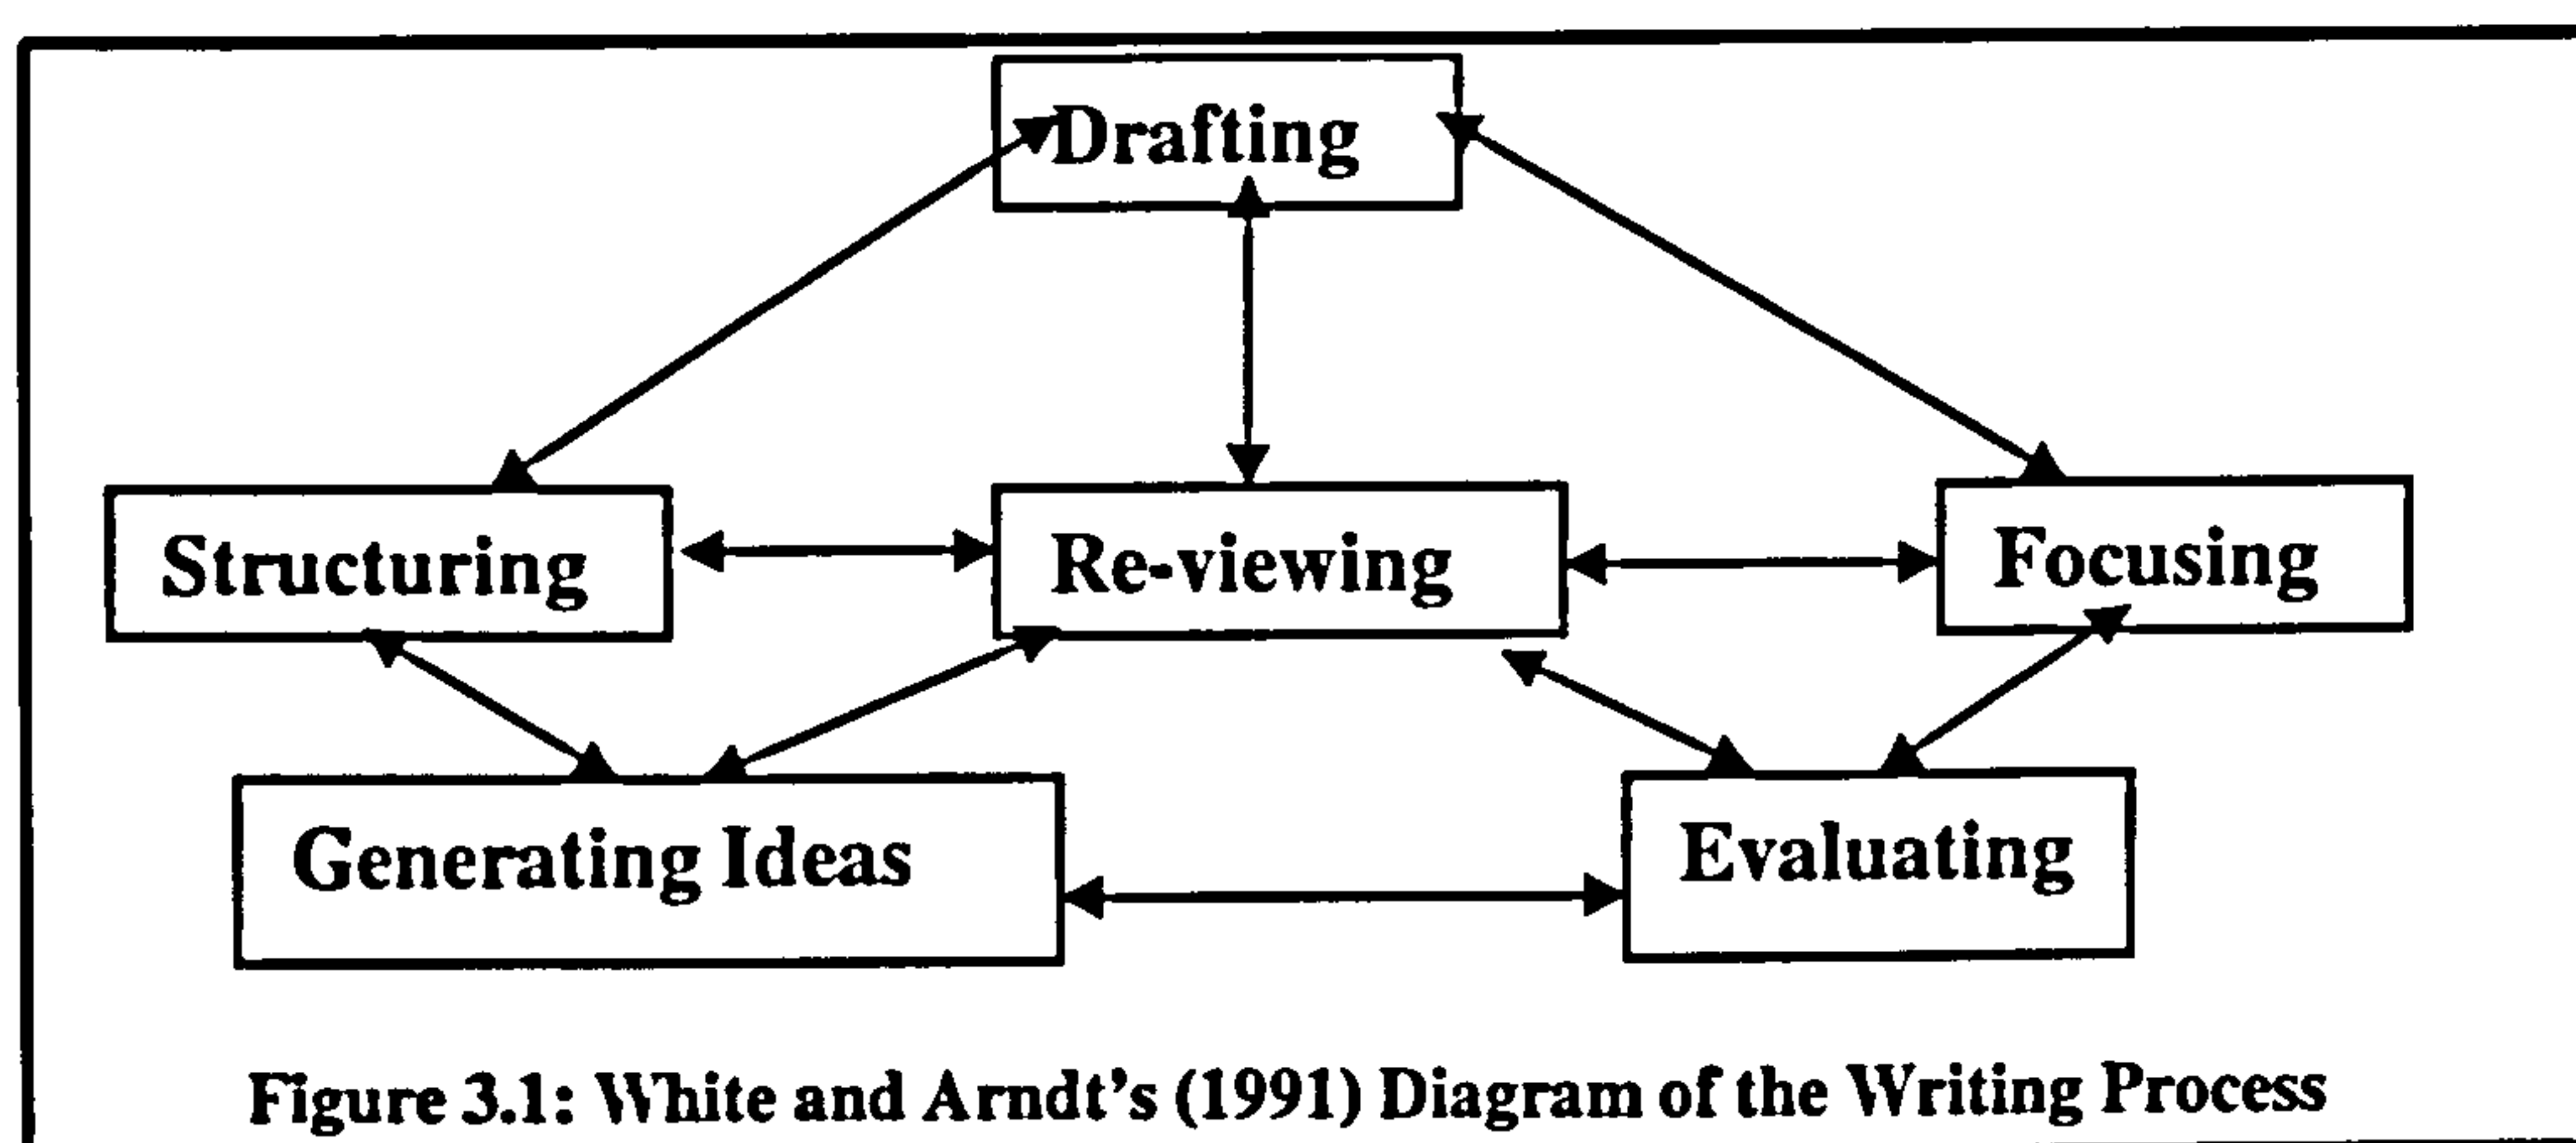 Drafting
Structuring
Re-viewing
Focusing
Generating Ideas
Evaluating
Figure 3.1: White and Arndt's (1991) Diagram of the Writing Process